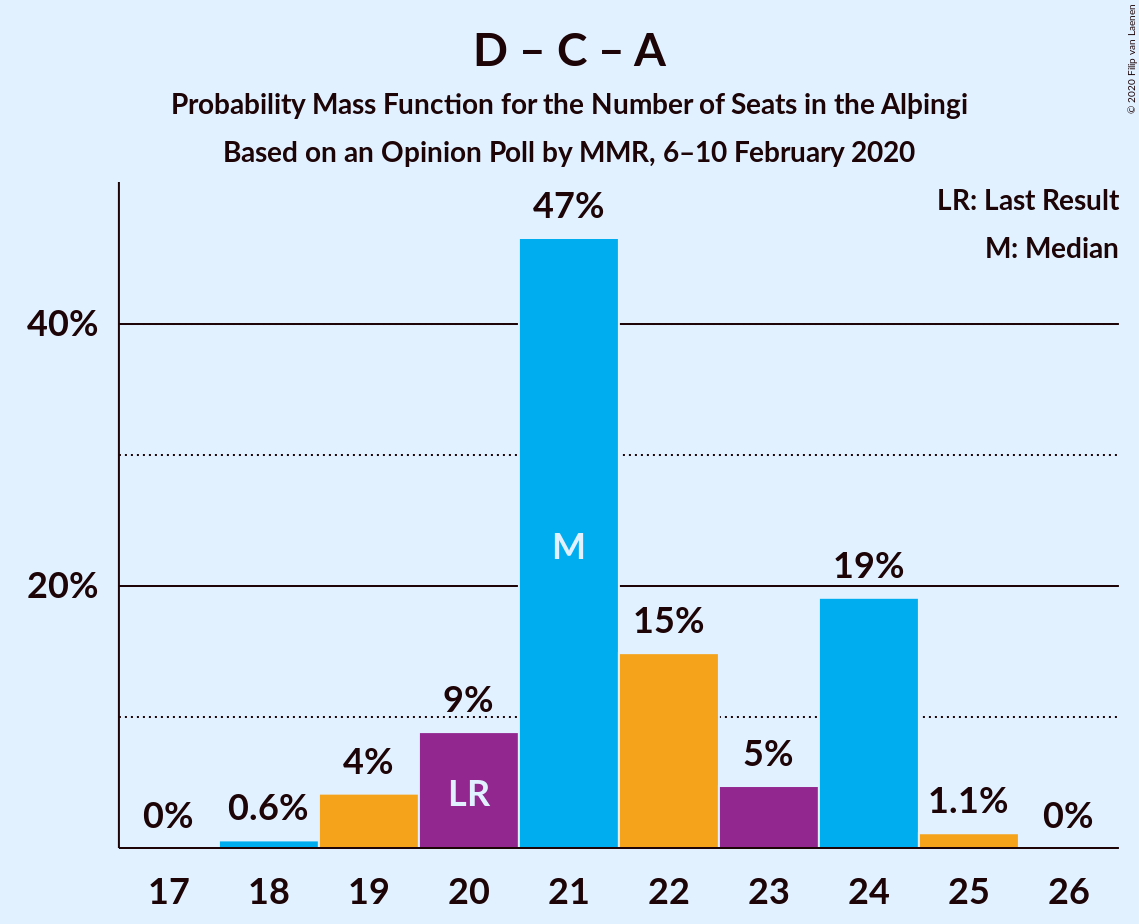 D – C – A
Probability Mass Function for the Number of Seats in the Alþingi
Based on an Opinion Poll by MMR, 6–10 February 2020
© 2020 Filip van Laenen
LR: Last Result
M: Median
40%
20%
0%
0.6%
4%
9%
47%
15%
5%
19%
1.1%
0%
LR
M
17 18 19 20 21 22 23 24 25 26